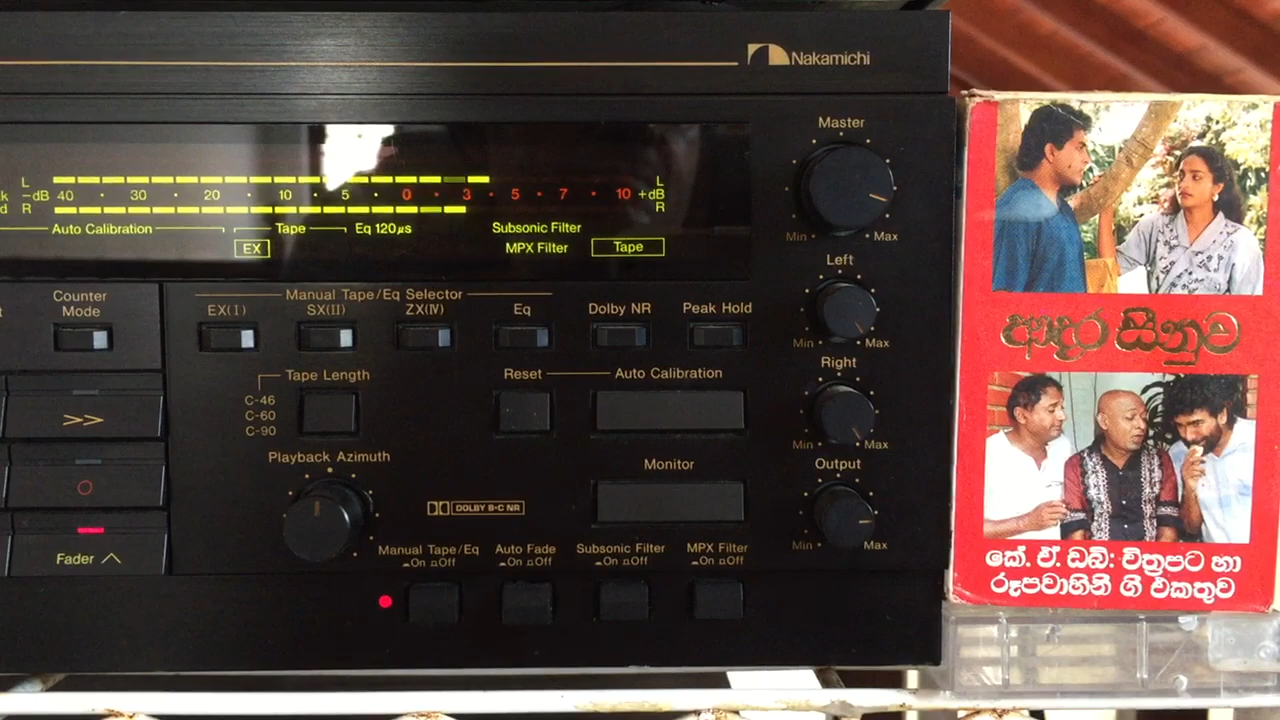 Nakamichi
Master
L
-dB 40 · 30 · 20 · 10 · 5 · · 0 · 3 · 5 · 7 · 10 +dB
R
L
R
Min Max
Auto Calibration Tape Eq 120μs Subsonic Filter
EX MPX Filter Tape
Left
Min Max
Counter
Mode
Manual Tape/Eq Selector
EX(I) SX(II) ZX(IV) Eq Dolby NR Peak Hold
Right
Min Max
Tape Length
C-46
C-60
C-90
Reset Auto Calibration
>>
Playback Azimuth
Monitor
Output
Min Max
DOLBY B·C NR
Fader
Manual Tape/Eq Auto Fade Subsonic Filter MPX Filter
On Off On Off On Off On Off
ආදර සීනුව
කේ. ඒ. ඩබ්: චිත්‍රපට හා
රූපවාහිනී ගී එකතුව